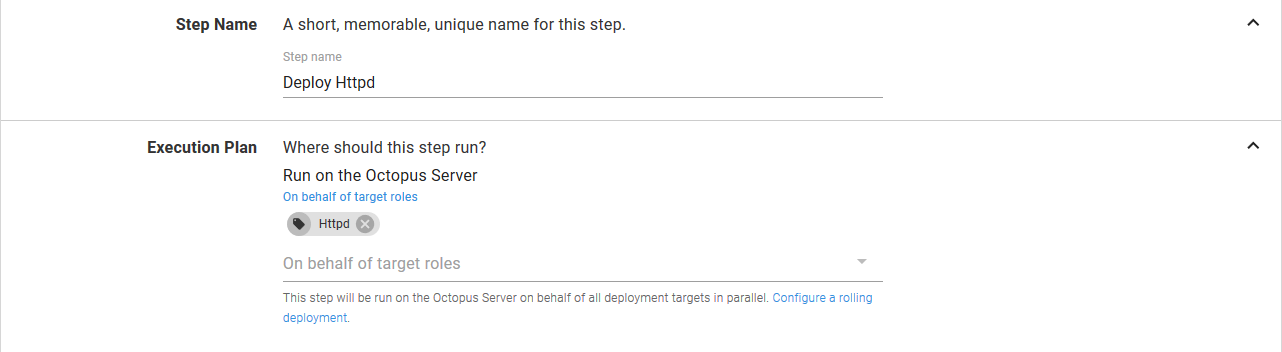 Step Name
A short, memorable, unique name for this step.
Step name
Deploy Httpd
Execution Plan
Where should this step run?
Run on the Octopus Server
On behalf of target roles
Httpd
On behalf of target roles
This step will be run on the Octopus Server on behalf of all deployment targets in parallel. Configure a rolling
deployment.